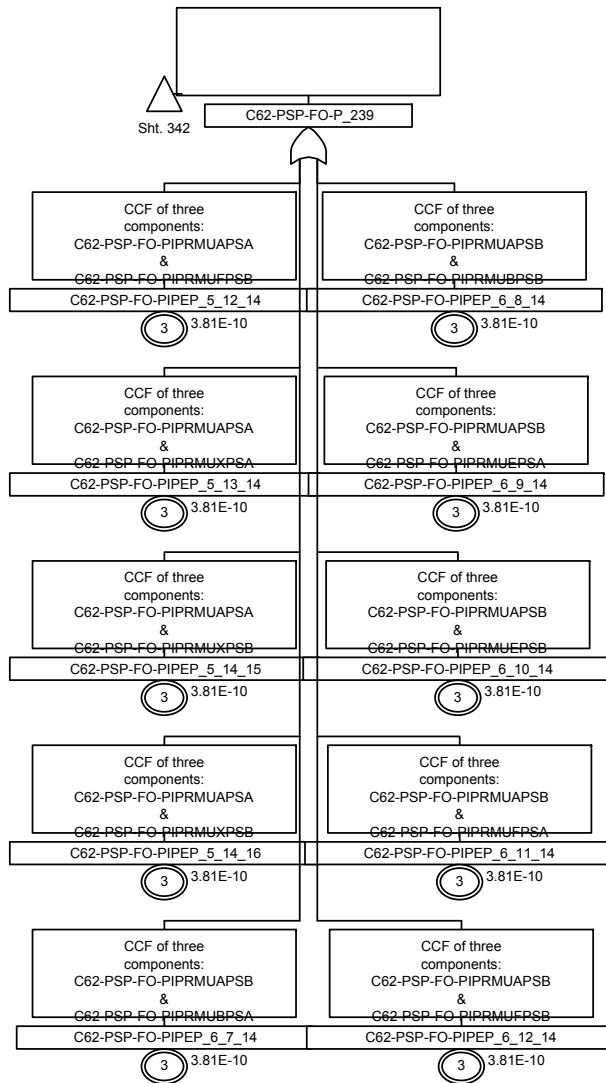 C62-PSP-FO-P_239
Sht. 342
CCF of three
components:
C62-PSP-FO-PIPRMUAPSA
&
C62-PSP-FO-PIPRMUFPSB
C62-PSP-FO-PIPEP_5_12_14
3
3.81E-10
CCF of three
components:
C62-PSP-FO-PIPRMUAPSB
&
C62-PSP-FO-PIPRMUBPSB
C62-PSP-FO-PIPEP_6_8_14
3
3.81E-10
CCF of three
components:
C62-PSP-FO-PIPRMUAPSA
&
C62-PSP-FO-PIPRMUXPSA
C62-PSP-FO-PIPEP_5_13_14
3
3.81E-10
CCF of three
components:
C62-PSP-FO-PIPRMUAPSB
&
C62-PSP-FO-PIPRMUEPSA
C62-PSP-FO-PIPEP_6_9_14
3
3.81E-10
CCF of three
components:
C62-PSP-FO-PIPRMUAPSA
&
C62-PSP-FO-PIPRMUXPSB
C62-PSP-FO-PIPEP_5_14_15
3
3.81E-10
CCF of three
components:
C62-PSP-FO-PIPRMUAPSB
&
C62-PSP-FO-PIPRMUEPSB
C62-PSP-FO-PIPEP_6_10_14
3
3.81E-10
CCF of three
components:
C62-PSP-FO-PIPRMUAPSA
&
C62-PSP-FO-PIPRMUXPSB
C62-PSP-FO-PIPEP_5_14_16
3
3.81E-10
CCF of three
components:
C62-PSP-FO-PIPRMUAPSB
&
C62-PSP-FO-PIPRMUFPSA
C62-PSP-FO-PIPEP_6_11_14
3
3.81E-10
CCF of three
components:
C62-PSP-FO-PIPRMUAPSB
&
C62-PSP-FO-PIPRMUBPSA
C62-PSP-FO-PIPEP_6_7_14
3
3.81E-10
CCF of three
components:
C62-PSP-FO-PIPRMUAPSB
&
C62-PSP-FO-PIPRMUFPSB
C62-PSP-FO-PIPEP_6_12_14
3
3.81E-10